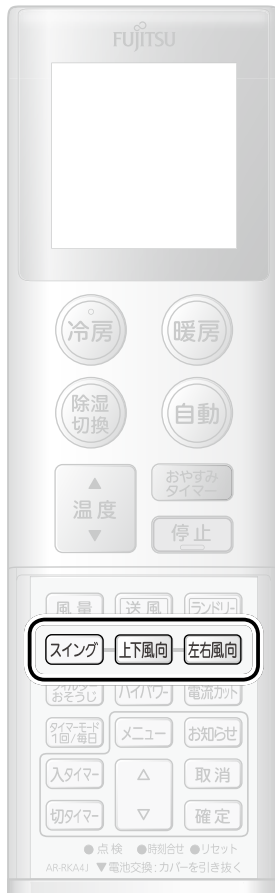 FUJITSU
冷房 暖房
除湿
切換 自動
▲
温度
▼
おやすみ
タイマー
停止
風量 送風 ランドリー
スイング 上下風向 左右風向
おそうじ ハイパワー 電流カット
タイマーモード
1回/毎日 メニュー お知らせ
入タイマー △ 取消
切タイマー ▽ 確定
●点検 ●時刻合せ ●リセット
AR-RKA4J ▼電池交換:カバーを引き抜く